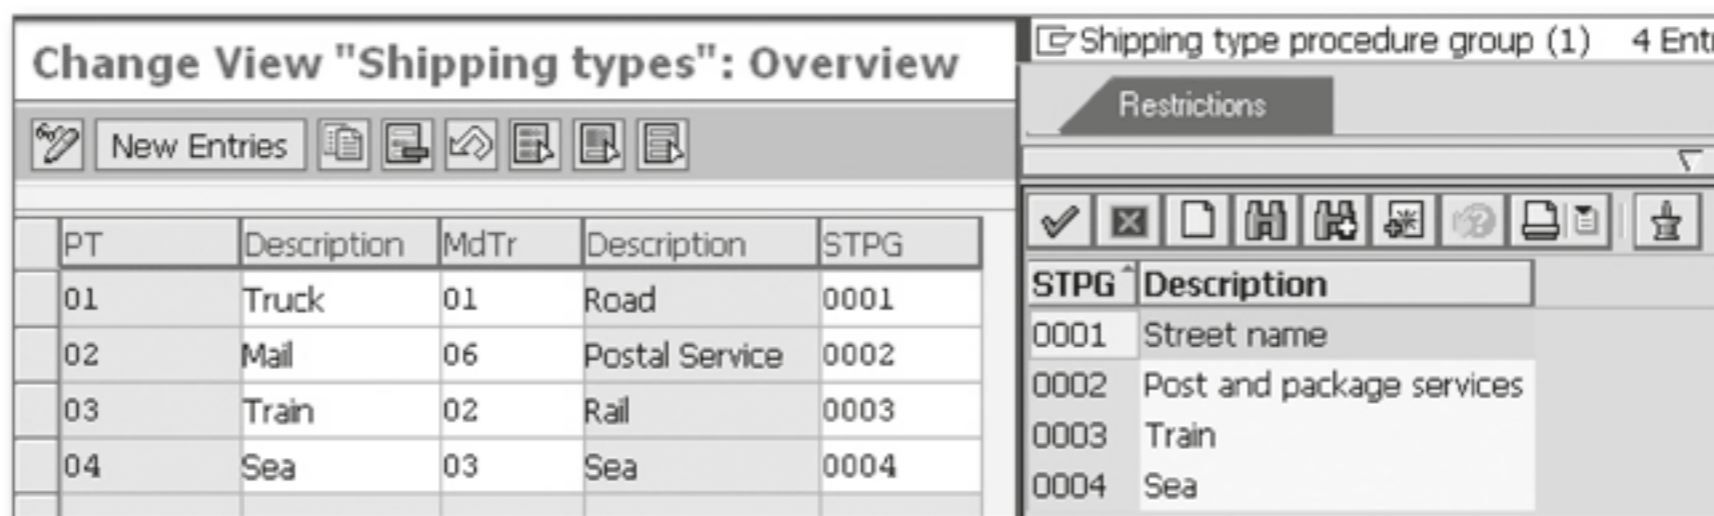 Change View "Shipping types": Overview
New Entries
PT Description MdTr Description STPG
01 Truck 01 Road 0001
02 Mail 06 Postal Service 0002
03 Train 02 Rail 0003
04 Sea 03 Sea 0004
Shipping type procedure group (1) 4 Entr
Restrictions
STPG Description
0001 Street name
0002 Post and package services
0003 Train
0004 Sea